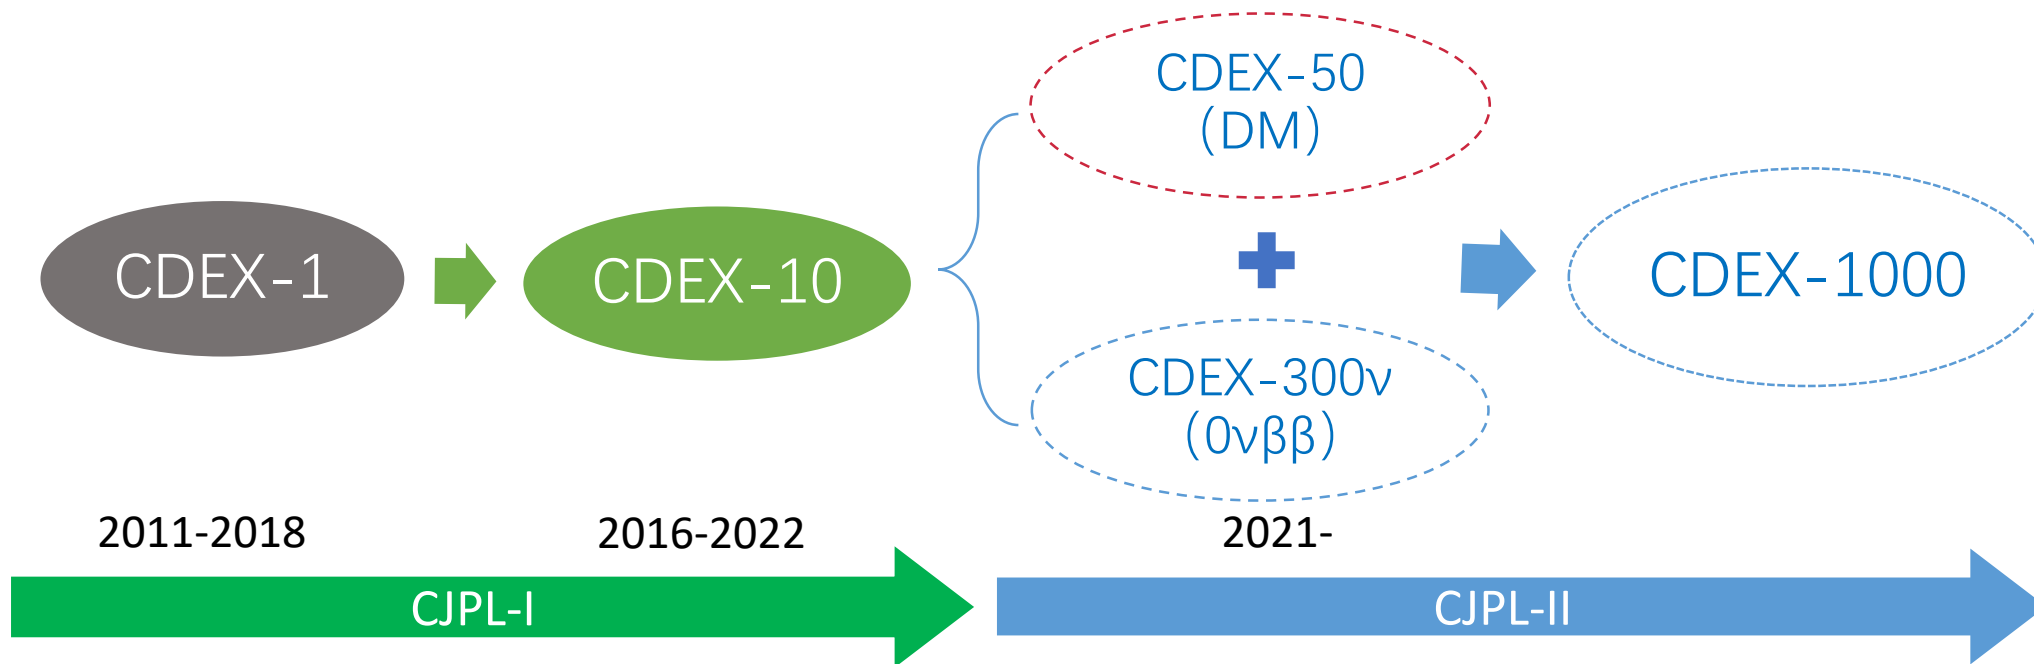 CDEX-1
CDEX-10
CDEX-50
(DM)
CDEX-300ν
(0νββ)
CDEX-1000
2011-2018
2016-2022
2021-
CJPL-I
CJPL-II